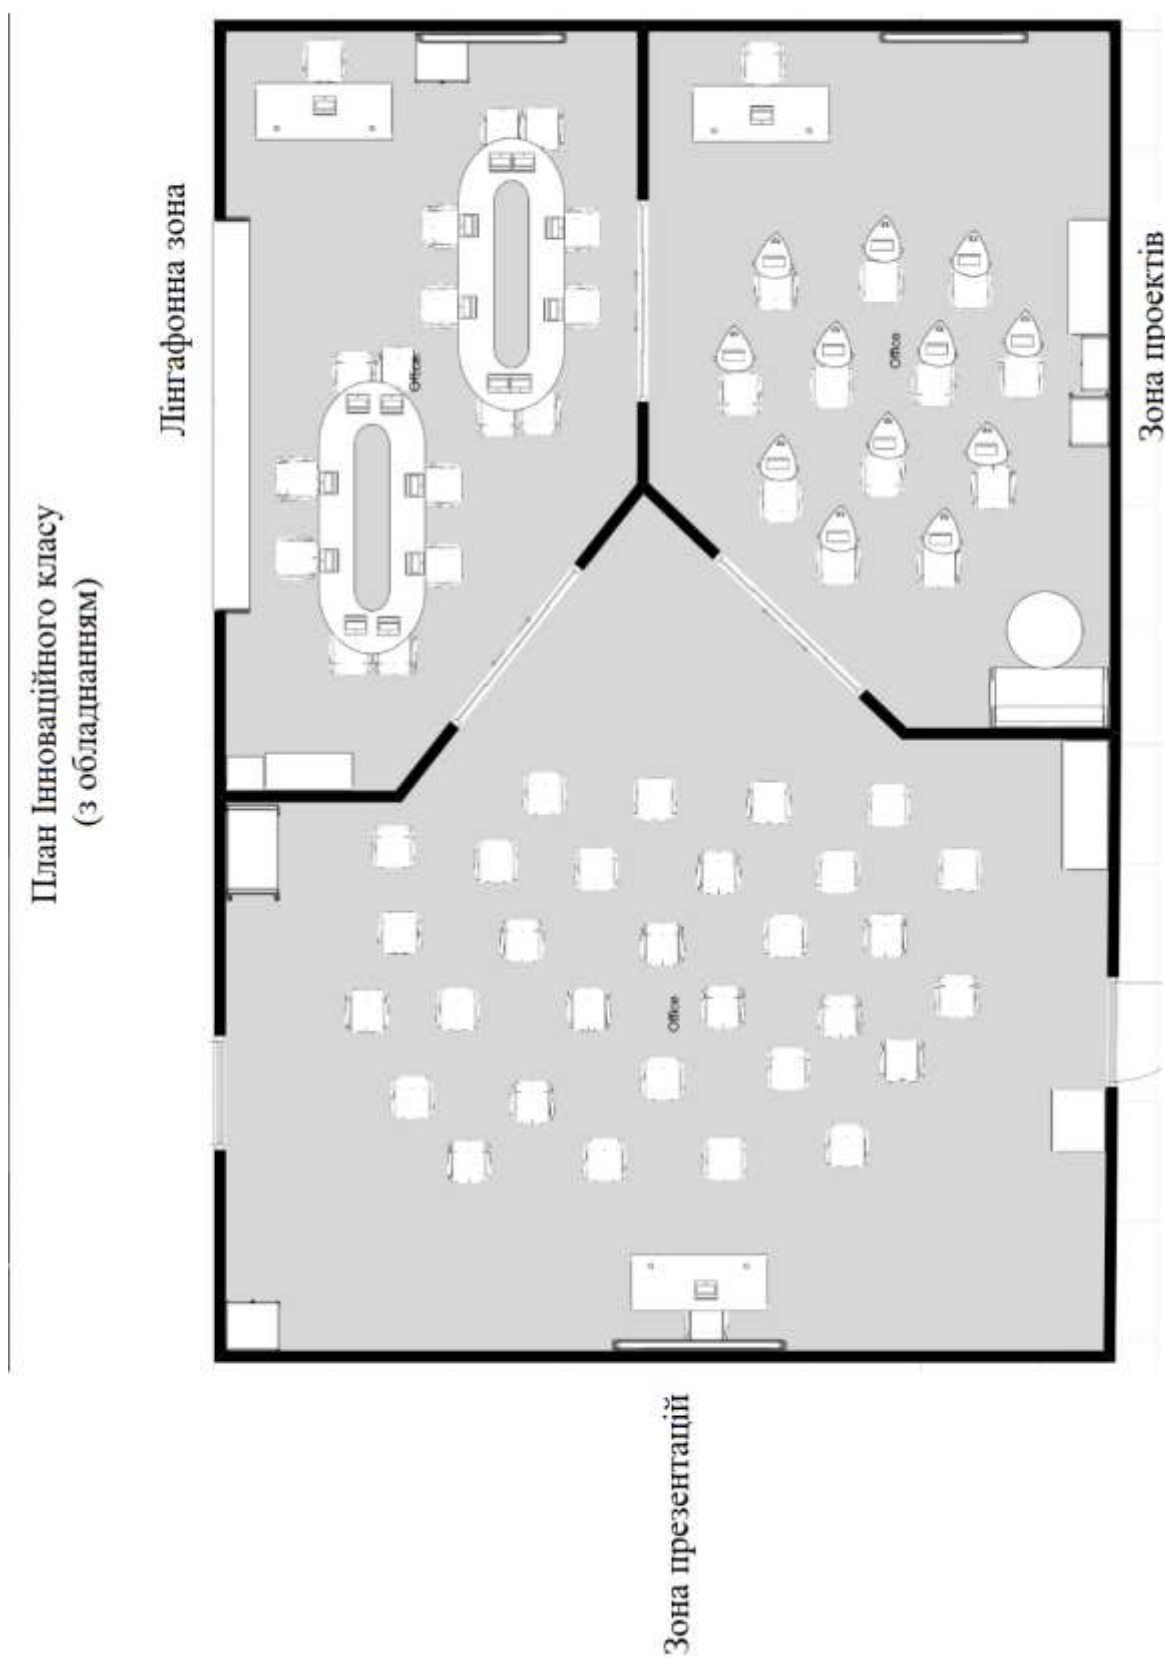 План Інноваційного класу
(з обладнанням)
Лінгафонна зона
Зона проектів
Office
Office
Office
Зона презентацій